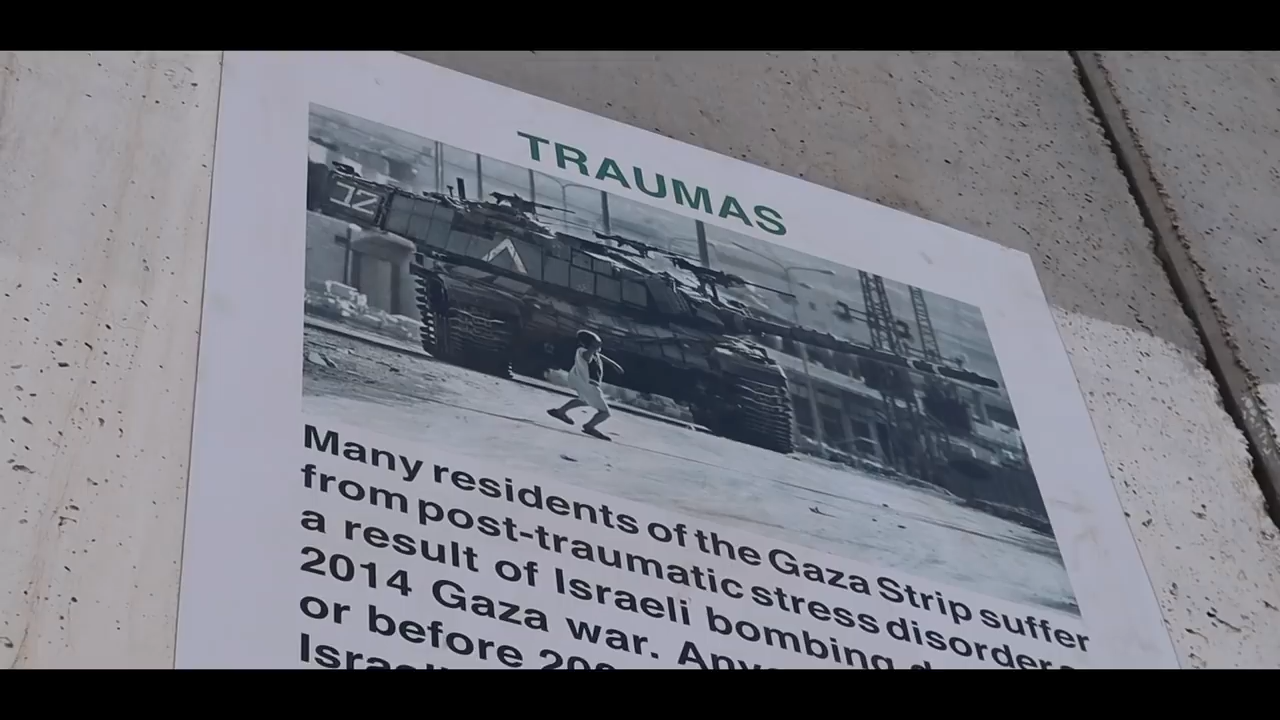 TRAUMAS
12
Many residents of the Gaza Strip suffer
from post-traumatic stress disorder
a result of Israeli bombing
2014 Gaza war.
or before